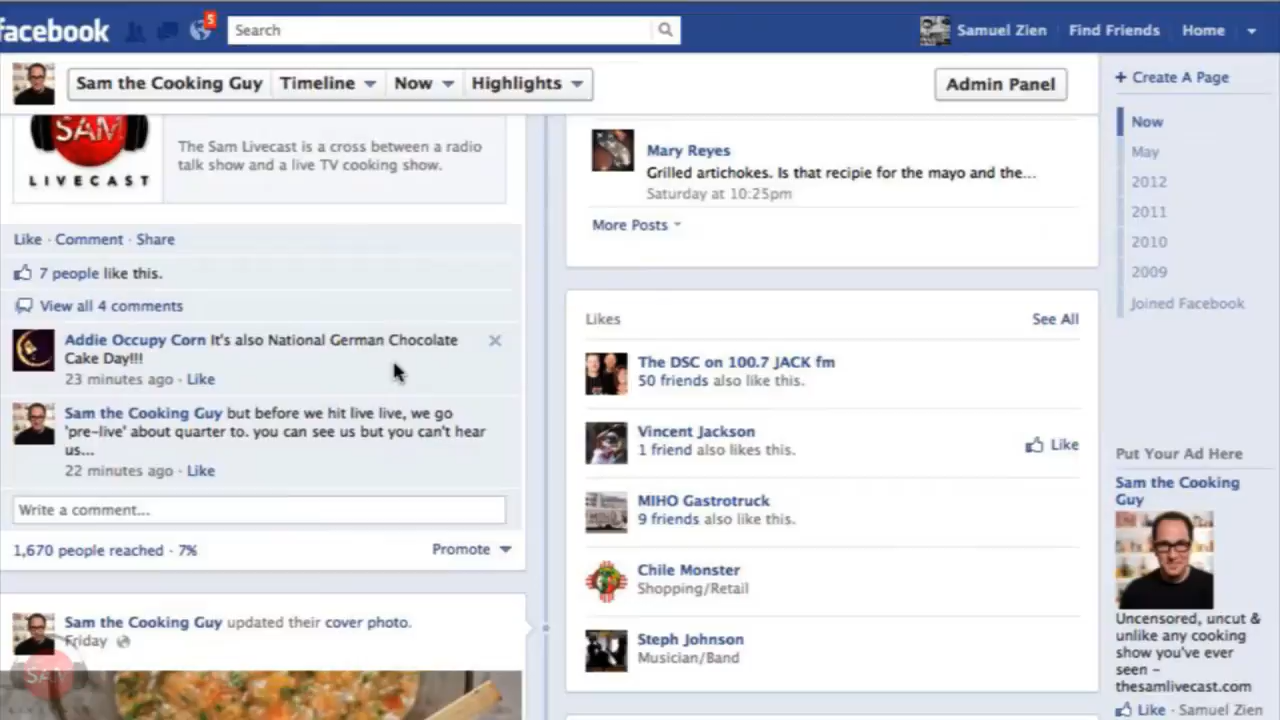 facebook
5
Search
Samuel Zien
Find Friends
Home
Sam the Cooking Guy
Timeline
Now
Highlights
Admin Panel
+ Create A Page
SAM
LIVECAST
The Sam Livecast is a cross between a radio
talk show and a live TV cooking show.
Like · Comment · Share
7 people like this.
View all 4 comments
Addie Occupy Corn It's also National German Chocolate
Cake Day!!!
23 minutes ago · Like
Sam the Cooking Guy but before we hit live live, we go
'pre-live' about quarter to. you can see us but you can't hear
us...
22 minutes ago · Like
Write a comment...
1,670 people reached · 7%
Promote
Sam the Cooking Guy updated their cover photo.
Friday
SAM
LIVECAST
Mary Reyes
Grilled artichokes. Is that recipie for the mayo and the...
Saturday at 10:25pm
More Posts
Likes
See All
The DSC on 100.7 JACK fm
50 friends also like this.
Vincent Jackson
1 friend also likes this.
Like
MIHO Gastrotruck
9 friends also like this.
Chile Monster
Shopping/Retail
Steph Johnson
Musician/Band
Now
May
2012
2011
2010
2009
Joined Facebook
Put Your Ad Here
Sam the Cooking
Guy
Uncensored, uncut &
unlike any cooking
show you've ever
seen –
thesamlivecast.com
Like · Samuel Zien